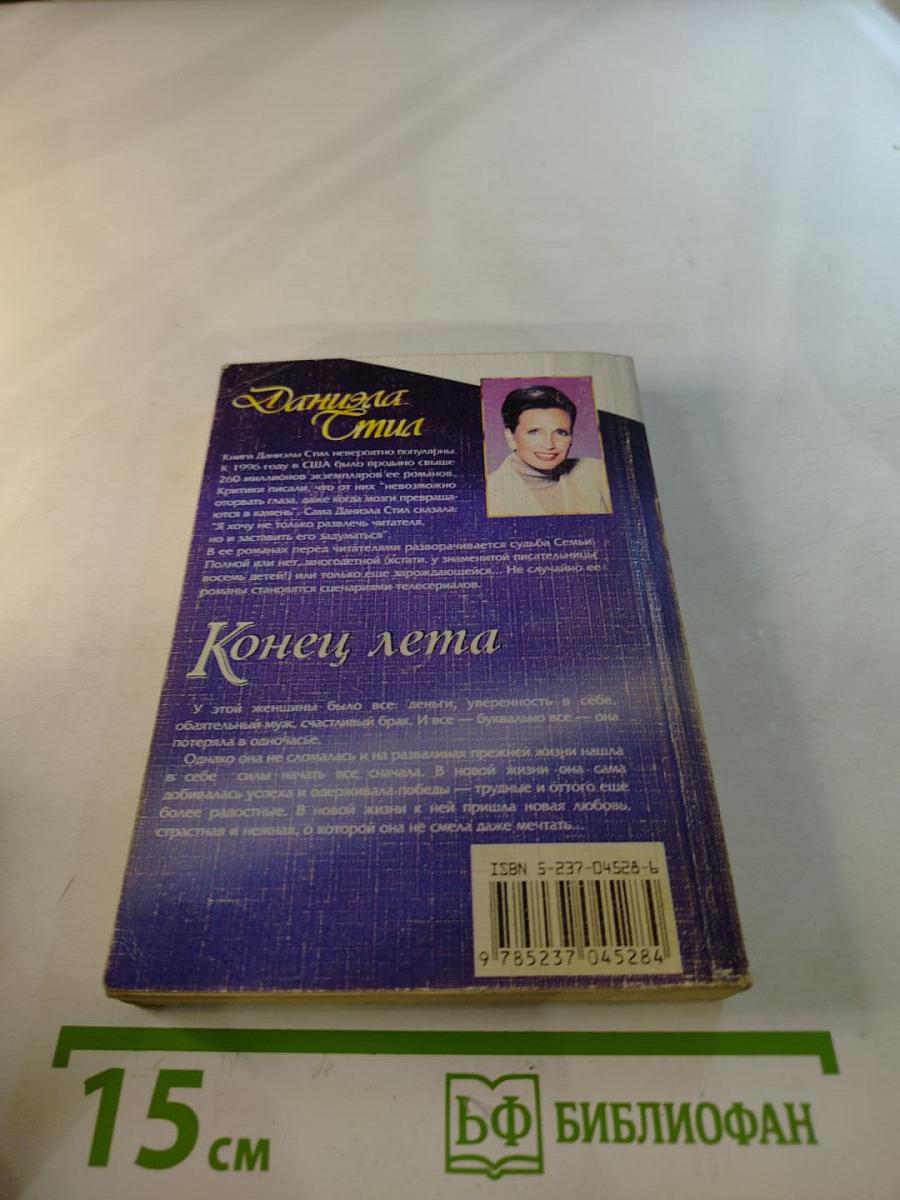 Даниэла
Стил
Книги Даниэлы Стил невероятно популярны.
К 1996 году в США было продано свыше
260 миллионов экземпляров ее романов.
Критики писали, что от них "невозможно
оторвать глаза, даже когда мозги превраща-
ются в камень". Сама Даниэла Стил сказала:
"Я хочу не только развлечь читателя,
но и заставить его задуматься".
В ее романах перед читателями разворачивается судьба Семьи.
Полной или нет, многодетной (кстати, у знаменитой писательницы
восемь детей!) или только еще зарождающейся... Не случайно ее
романы становятся сценариями телесериалов.
Конец лета
У этой женщины было все: деньги, уверенность в себе,
обаятельный муж, счастливый брак. И все — буквально все — она
потеряла в одночасье.
Однако она не сломалась и на развалинах прежней жизни нашла
в себе силы начать все сначала. В новой жизни она сама
добивалась успеха и одерживала победы — трудные и оттого еще
более радостные. В новой жизни к ней пришла новая любовь,
страстная и нежная, о которой она не смела даже мечтать...
ISBN 5-237-04528-6
9 785237 045284
15 см
БФ БИБЛИОФАН